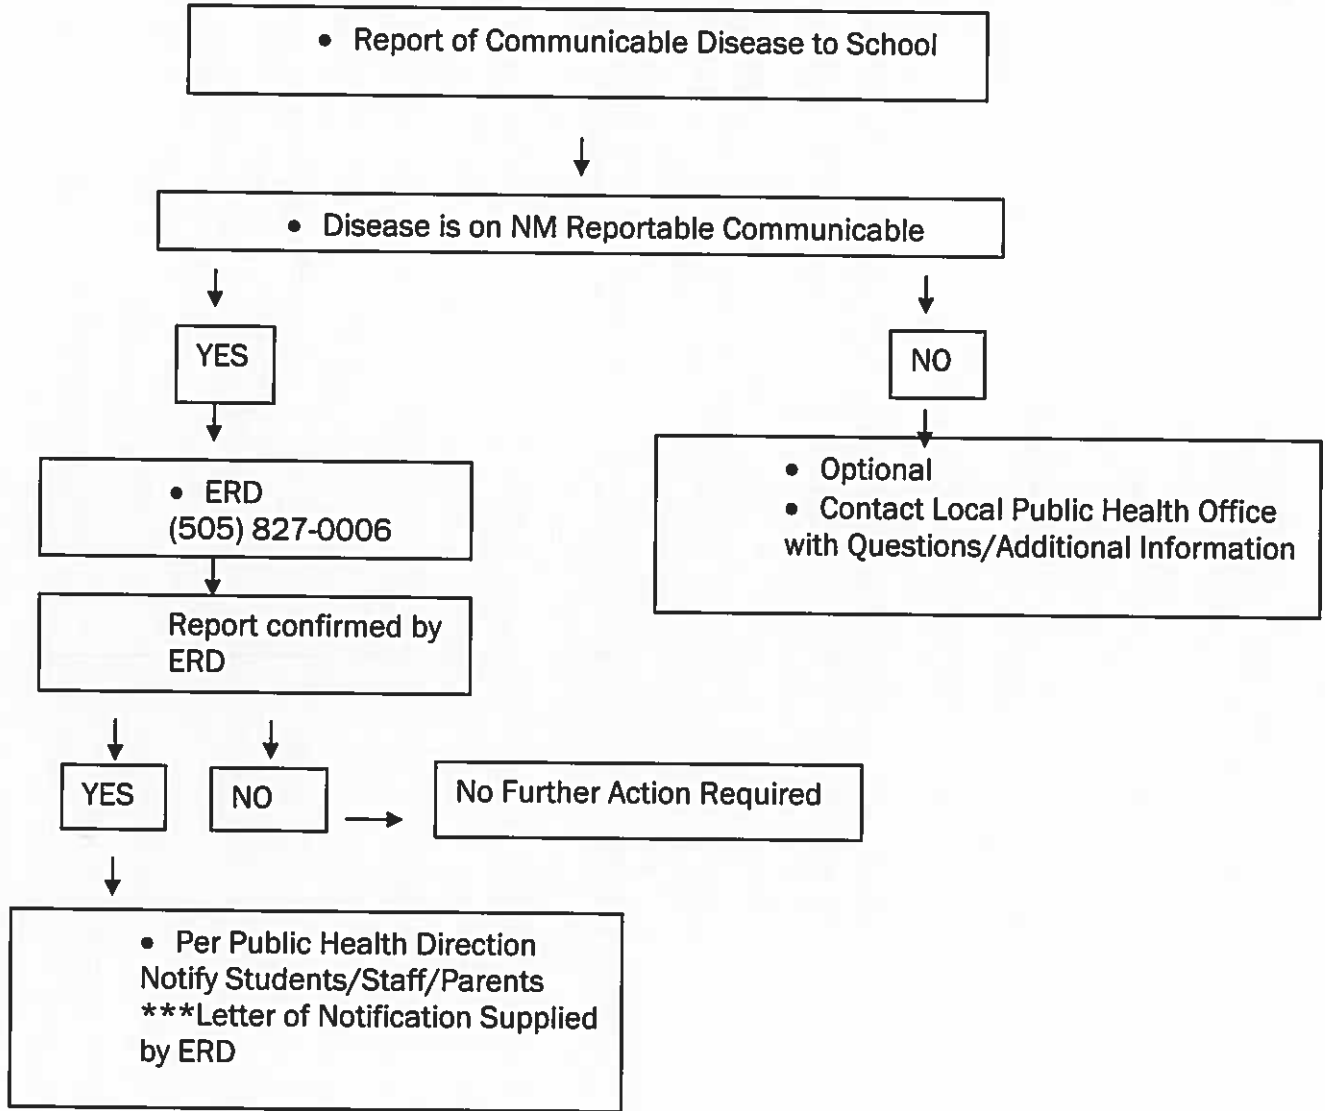 • Report of Communicable Disease to School
• Disease is on NM Reportable Communicable
YES
NO
• ERD
(505) 827-0006
• Optional
• Contact Local Public Health Office
with Questions/Additional Information
Report confirmed by
ERD
YES
NO
No Further Action Required
• Per Public Health Direction
Notify Students/Staff/Parents
***Letter of Notification Supplied
by ERD